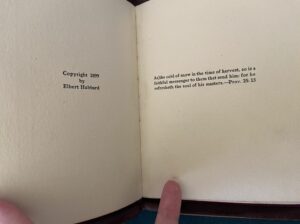 Copyright 1899
by
Elbert Hubbard
As the cold of snow in the time of harvest, so is a
faithful messenger to them that send him: for he
refresheth the soul of his masters.—Prov. 25: 13